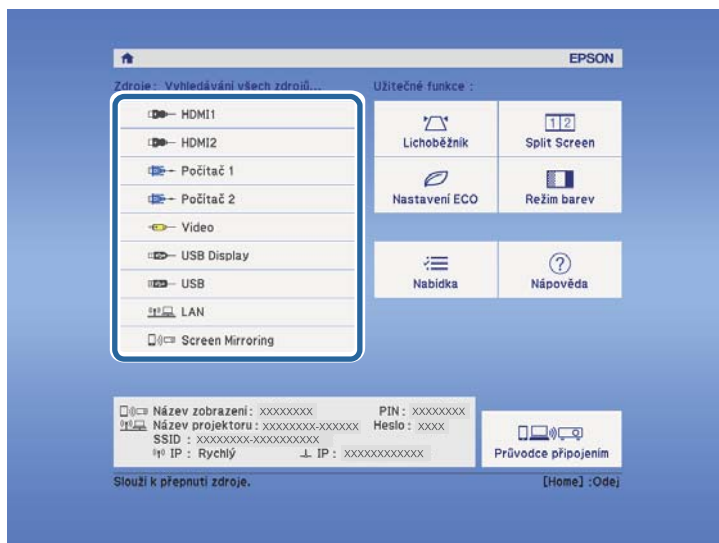 EPSON
Zdroje: Vyhledávání všech zdrojů...
HDMI1
HDMI2
Počítač 1
Počítač 2
Video
USB Display
USB
LAN
Screen Mirroring
Užitečné funkce :
Lichoběžník
1 2
Split Screen
Nastavení ECO
Režim barev
Nabídka
?
Nápověda
Název zobrazení: xxxxxxxx PIN: xxxxxxxx
Název projektoru: xxxxxxxx-xxxxxx Heslo: xxxx
SSID : xxxxxxxx-xxxxxxxxxx
IP : Rychlý IP : xxxxxxxxxxxx
Průvodce připojením
Slouží k přepnutí zdroje. [Home] :Odej